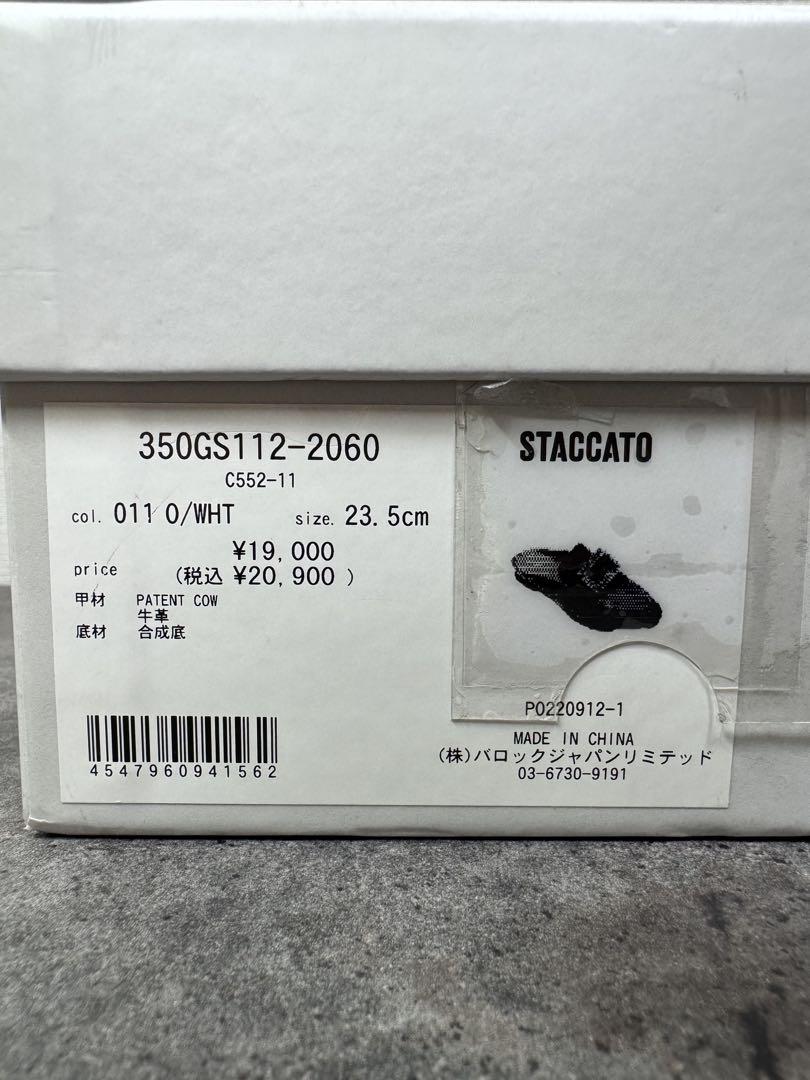 350GS112-2060
C552-11
col. 011 O/WHT size. 23.5cm
price ¥19,000
(税込 ¥20,900 )
甲材 PATENT COW
牛革
底材 合成底
4547960941562
STACCATO
PO220912-1
MADE IN CHINA
(株)バロックジャパンリミテッド
03-6730-9191